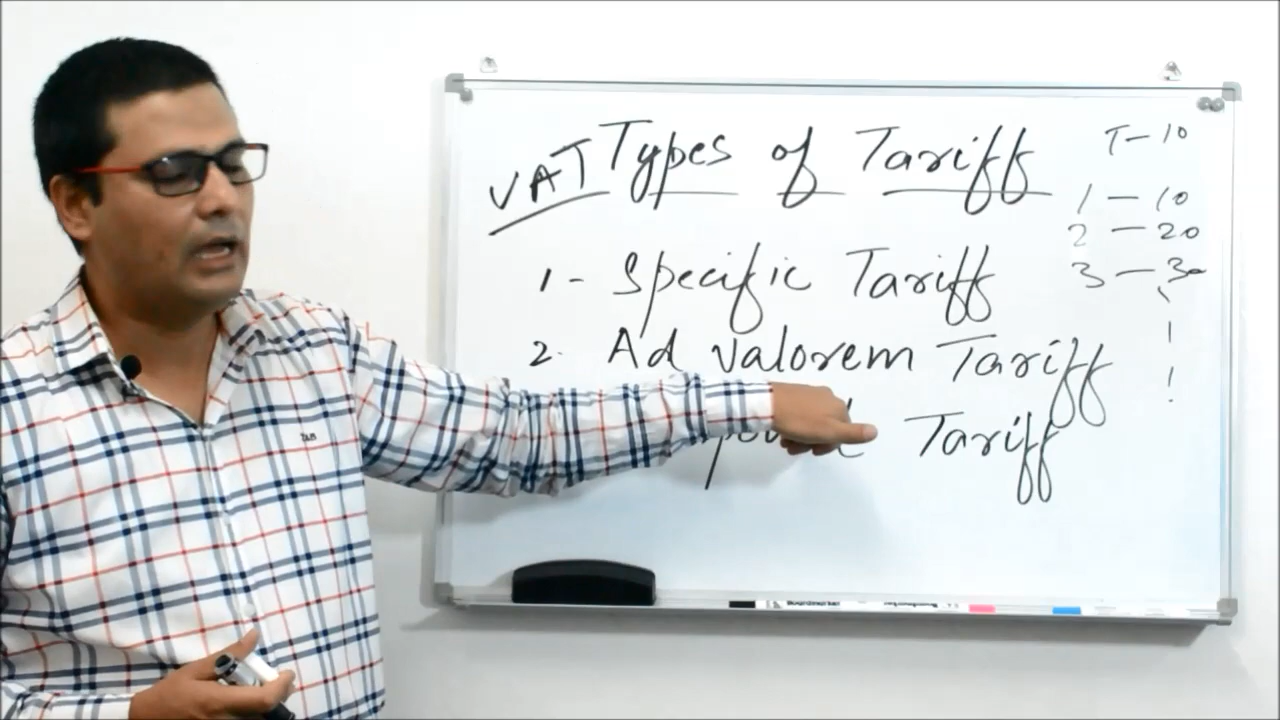 VAT Types of Tariff
1 - Specific Tariff
2. Ad valorem Tariff
Tariff
T - 10
1 - 10
2 - 20
3 - 30